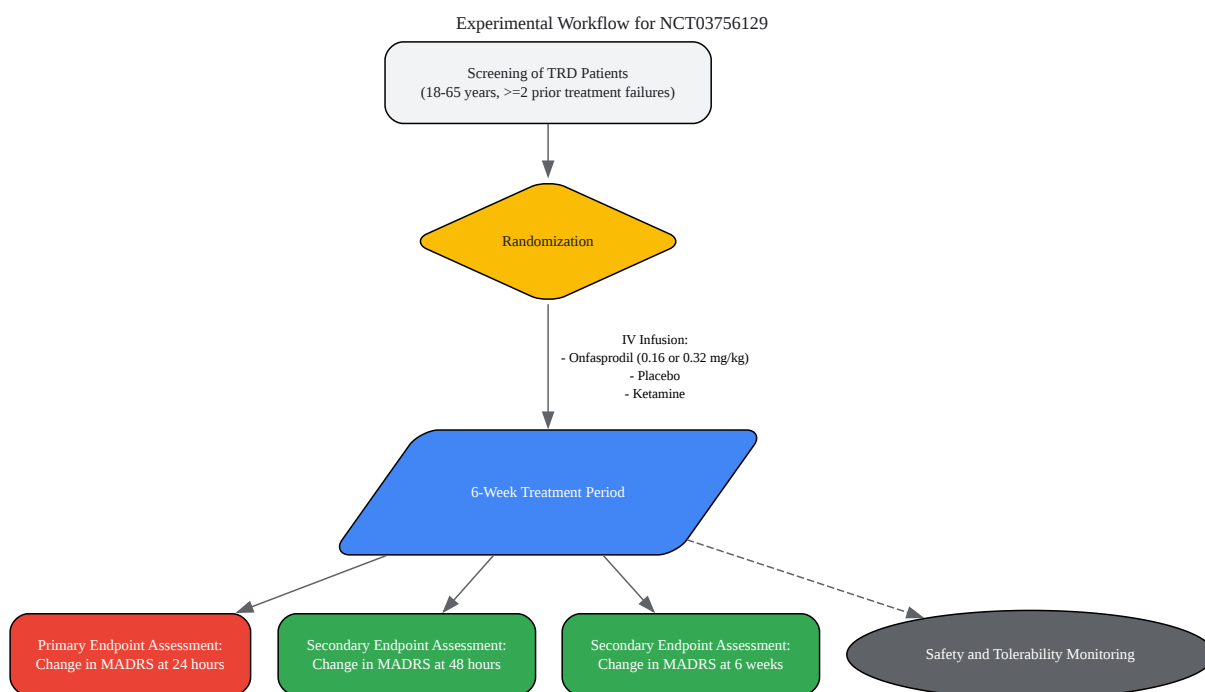 Experimental Workflow for NCT03756129
Screening of TRD Patients
(18-65 years, >=2 prior treatment failures)
Randomization
IV Infusion:
- Onfasprodil (0.16 or 0.32 mg/kg)
- Placebo
- Ketamine
6-Week Treatment Period
Primary Endpoint Assessment:
Change in MADRS at 24 hours
Secondary Endpoint Assessment:
Change in MADRS at 48 hours
Secondary Endpoint Assessment:
Change in MADRS at 6 weeks
Safety and Tolerability Monitoring